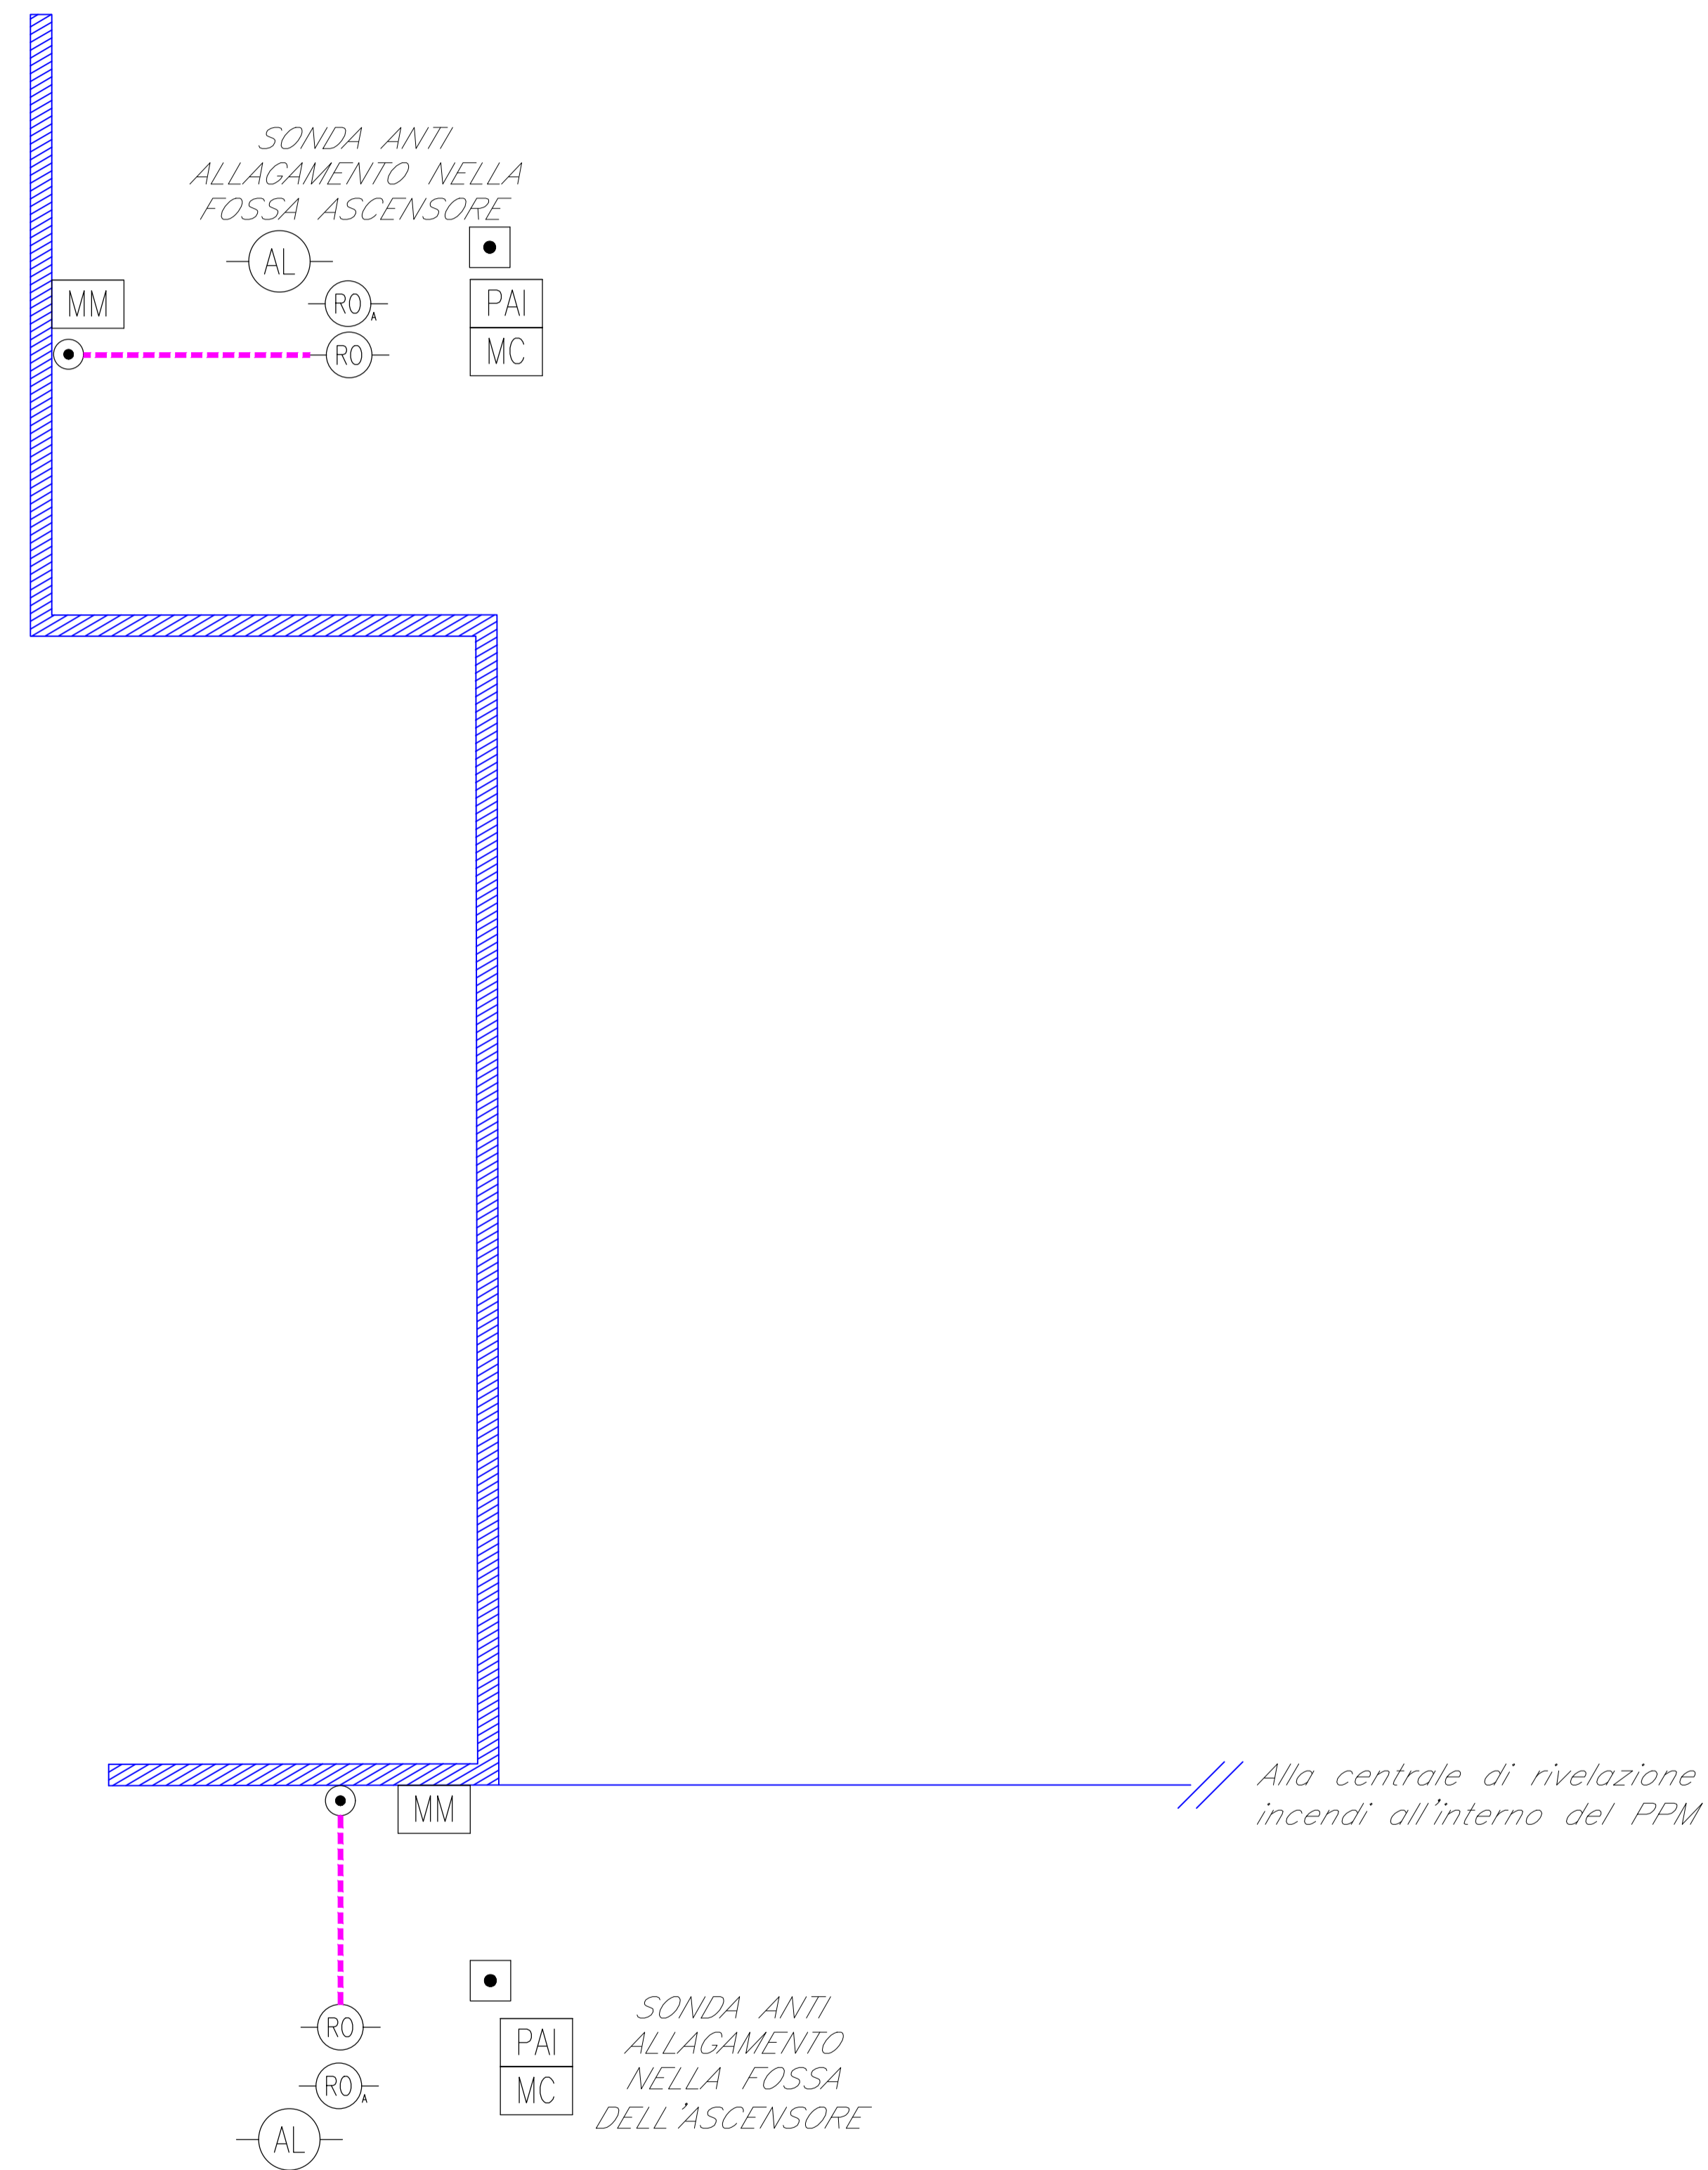 SONDA ANTI
ALLAGAMENTO NELLA
FOSSA ASCENSORE
AL
MM
RO
A
PAI
RO
MC
Alla centrale di rivelazione
incendi all'interno del PPM
MM
SONDA ANTI
ALLAGAMENTO
NELLA FOSSA
DELL'ASCENSORE
RO
PAI
RO
A
MC
AL